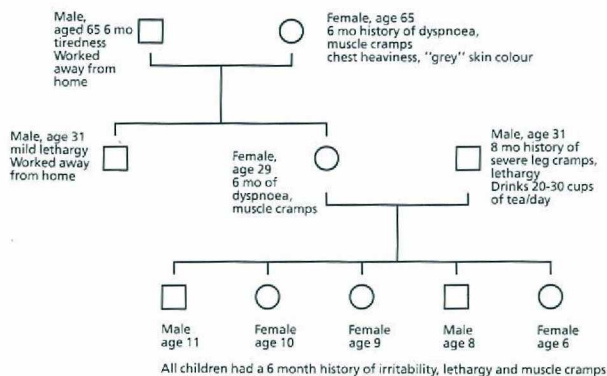 Male,
aged 65 6 mo
tiredness
Worked
away from
home
Female, age 65
6 mo history of dyspnoea,
muscle cramps
chest heaviness, "grey" skin colour
Male, age 31
mild lethargy
Worked away
from home
Female,
age 29
6 mo of
dyspnoea,
muscle cramps
Male, age 31
8 mo history of
severe leg cramps,
lethargy
Drinks 20-30 cups
of tea/day
Male
age 11
Female
age 10
Female
age 9
Male
age 8
Female
age 6
All children had a 6 month history of irritability, lethargy and muscle cramps